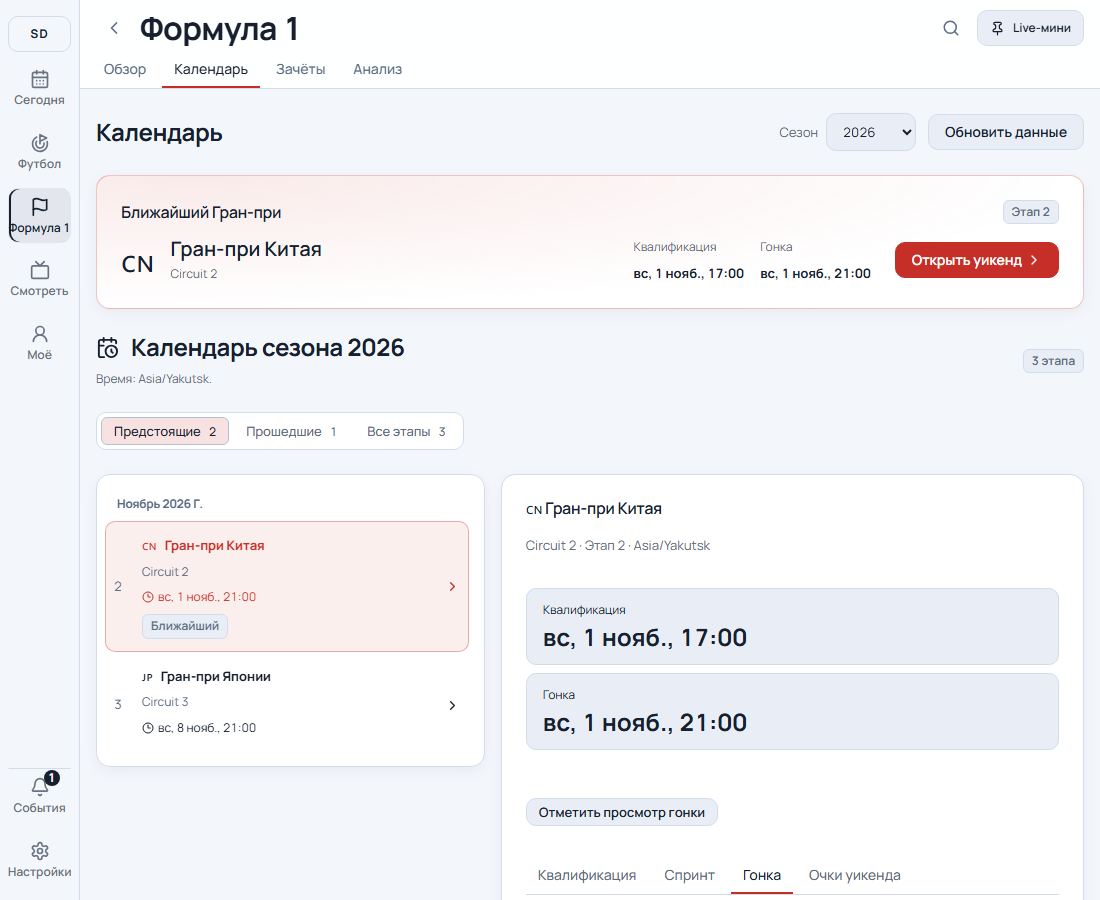 SD
Сегодня
Футбол
Формула 1
Смотреть
Моё
1
События
Настройки
Формула 1
Live-мини
Обзор
Календарь
Зачёты
Анализ
Календарь
Сезон
2026
Обновить данные
Ближайший Гран-при
Этап 2
CN
Гран-при Китая
Circuit 2
Квалификация
вс, 1 нояб., 17:00
Гонка
вс, 1 нояб., 21:00
Открыть уикенд
Календарь сезона 2026
Время: Asia/Yakutsk.
3 этапа
Предстоящие 2
Прошедшие 1
Все этапы 3
Ноябрь 2026 Г.
2
CN Гран-при Китая
Circuit 2
вс, 1 нояб., 21:00
Ближайший
3
JP Гран-при Японии
Circuit 3
вс, 8 нояб., 21:00
CN Гран-при Китая
Circuit 2 · Этап 2 · Asia/Yakutsk
Квалификация
вс, 1 нояб., 17:00
Гонка
вс, 1 нояб., 21:00
Отметить просмотр гонки
Квалификация
Спринт
Гонка
Очки уикенда